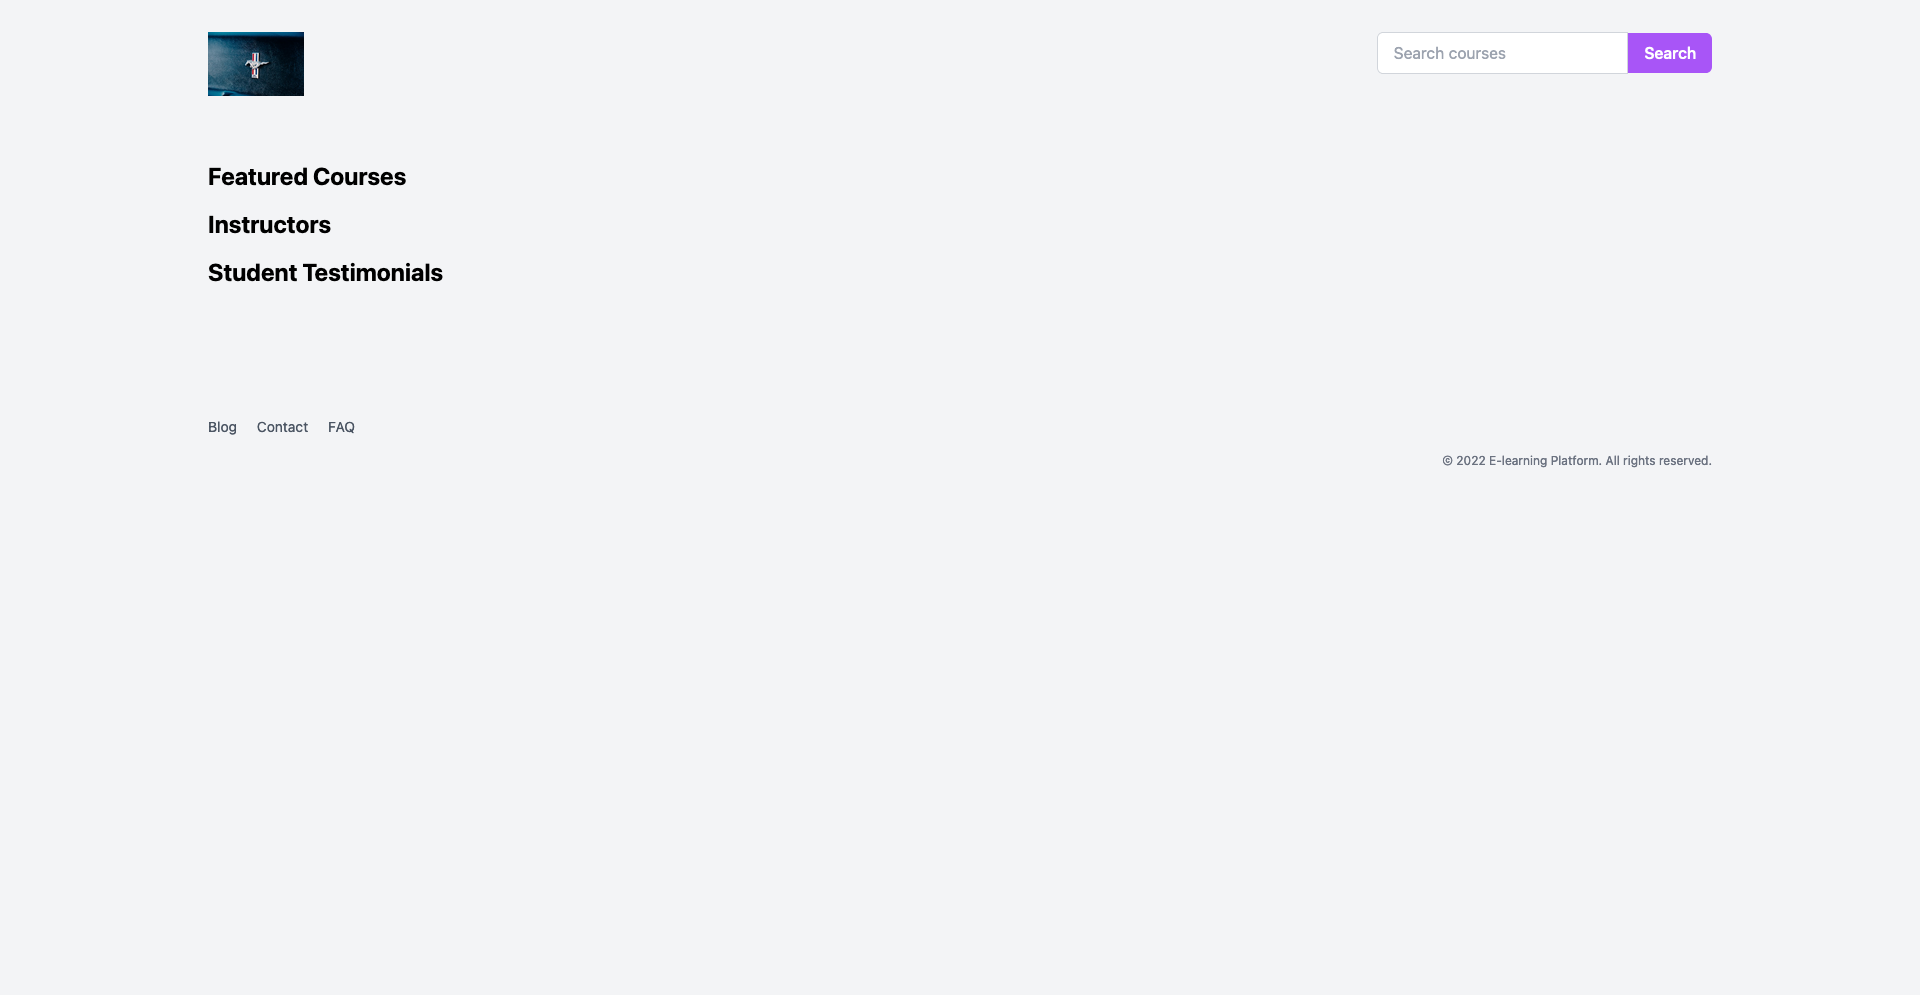 Search courses
Search
Featured Courses
Instructors
Student Testimonials
Blog
Contact
FAQ
© 2022 E-learning Platform. All rights reserved.